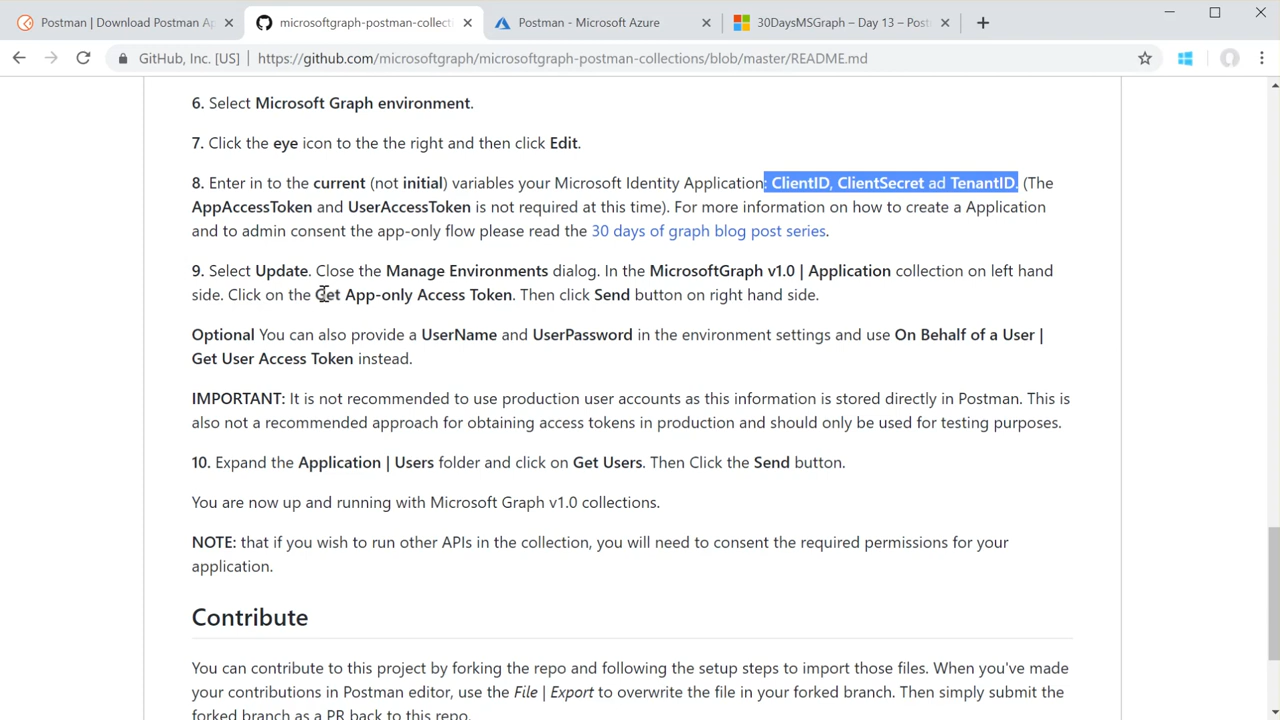 Postman | Download Postman Ap
microsoftgraph-postman-collecti
Postman - Microsoft Azure
30DaysMSGraph – Day 13 – Post
GitHub, Inc. [US]
https://github.com/microsoftgraph/microsoftgraph-postman-collections/blob/master/README.md
6. Select Microsoft Graph environment.
7. Click the eye icon to the the right and then click Edit.
8. Enter in to the current (not initial) variables your Microsoft Identity Application: ClientID, ClientSecret ad TenantID. (The
AppAccessToken and UserAccessToken is not required at this time). For more information on how to create a Application
and to admin consent the app-only flow please read the 30 days of graph blog post series.
9. Select Update. Close the Manage Environments dialog. In the MicrosoftGraph v1.0 | Application collection on left hand
side. Click on the Get App-only Access Token. Then click Send button on right hand side.
Optional You can also provide a UserName and UserPassword in the environment settings and use On Behalf of a User |
Get User Access Token instead.
IMPORTANT: It is not recommended to use production user accounts as this information is stored directly in Postman. This is
also not a recommended approach for obtaining access tokens in production and should only be used for testing purposes.
10. Expand the Application | Users folder and click on Get Users. Then Click the Send button.
You are now up and running with Microsoft Graph v1.0 collections.
NOTE: that if you wish to run other APIs in the collection, you will need to consent the required permissions for your
application.
Contribute
You can contribute to this project by forking the repo and following the setup steps to import those files. When you've made
your contributions in Postman editor, use the File | Export to overwrite the file in your forked branch. Then simply submit the
forked branch as a PR back to this repo.